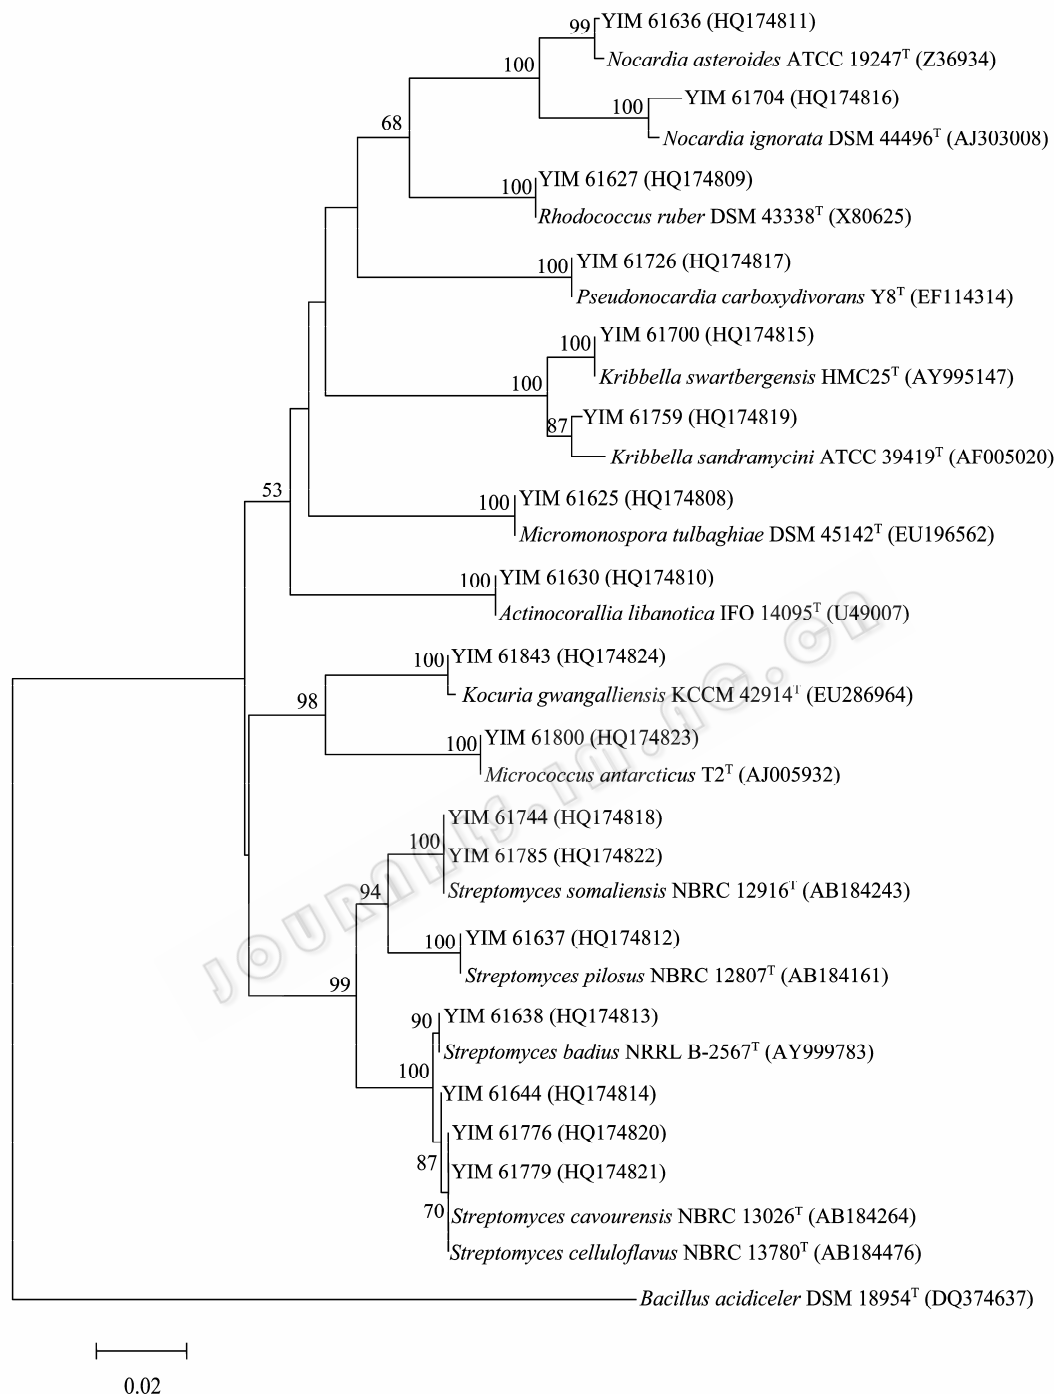 99 YIM 61636 (HQ174811)
Nocardia asteroides ATCC 19247ᵀ (Z36934)
100
100 YIM 61704 (HQ174816)
Nocardia ignorata DSM 44496ᵀ (AJ303008)
68
100 YIM 61627 (HQ174809)
Rhodococcus ruber DSM 43338ᵀ (X80625)
100 YIM 61726 (HQ174817)
Pseudonocardia carboxydivorans Y8ᵀ (EF114314)
100 YIM 61700 (HQ174815)
Kribbella swartbergensis HMC25ᵀ (AY995147)
100
87 YIM 61759 (HQ174819)
Kribbella sandramycini ATCC 39419ᵀ (AF005020)
53
100 YIM 61625 (HQ174808)
Micromonospora tulbaghiae DSM 45142ᵀ (EU196562)
100 YIM 61630 (HQ174810)
Actinocorallia libanotica IFO 14095ᵀ (U49007)
100 YIM 61843 (HQ174824)
Kocuria gwangalliensis KCCM 42914ᵀ (EU286964)
98
100 YIM 61800 (HQ174823)
Micrococcus antarcticus T2ᵀ (AJ005932)
YIM 61744 (HQ174818)
100 YIM 61785 (HQ174822)
Streptomyces somaliensis NBRC 12916ᵀ (AB184243)
94
100 YIM 61637 (HQ174812)
Streptomyces pilosus NBRC 12807ᵀ (AB184161)
99
90 YIM 61638 (HQ174813)
Streptomyces badius NRRL B-2567ᵀ (AY999783)
100
YIM 61644 (HQ174814)
YIM 61776 (HQ174820)
87 YIM 61779 (HQ174821)
70 Streptomyces cavourensis NBRC 13026ᵀ (AB184264)
Streptomyces celluloflavus NBRC 13780ᵀ (AB184476)
Bacillus acidiceler DSM 18954ᵀ (DQ374637)
0.02
JOURNALS.IM.AC.CN